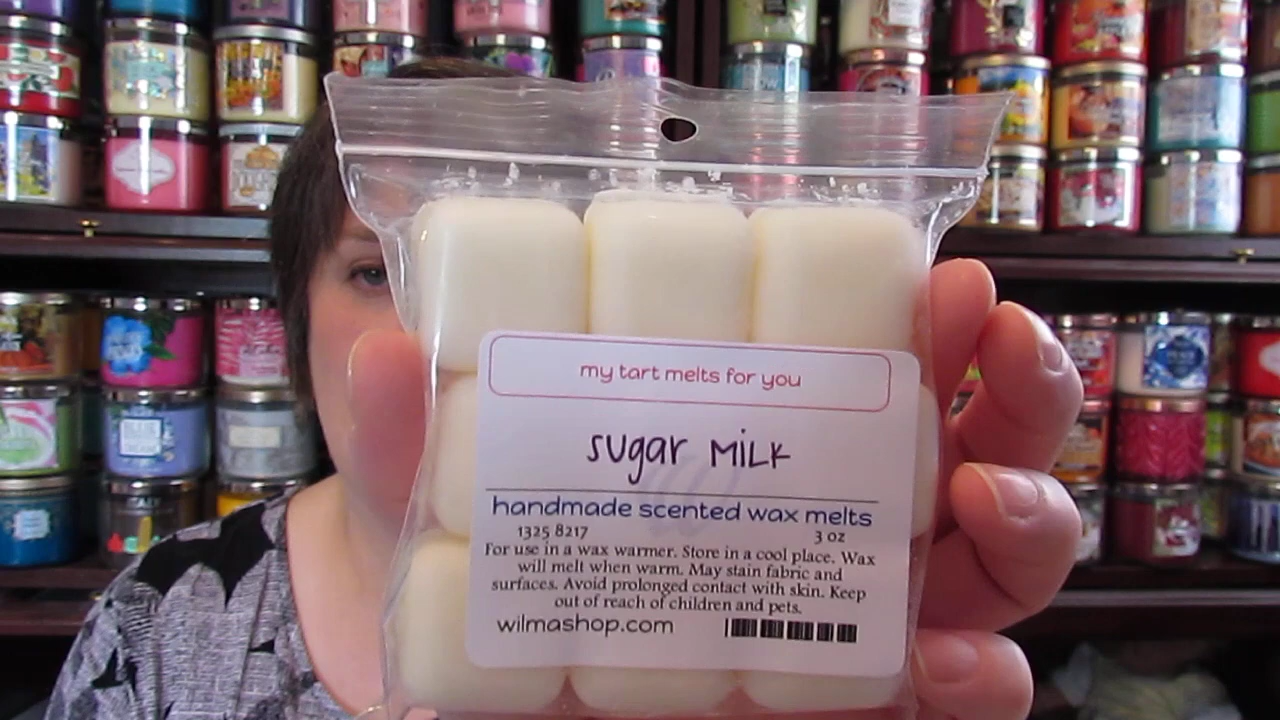 my tart melts for you
sugar MILK
handmade scented wax melts
1325 8217 3 oz
For use in a wax warmer. Store in a cool place. Wax
will melt when warm. May stain fabric and
surfaces. Avoid prolonged contact with skin. Keep
out of reach of children and pets.
wilmashop.com